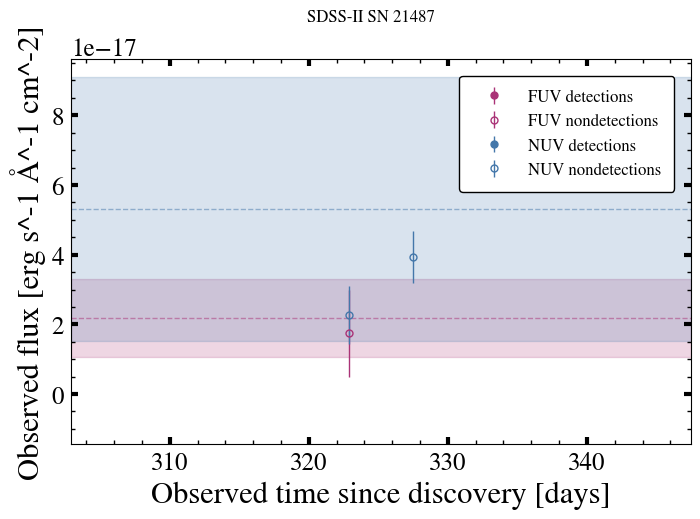 SDSS-II SN 21487
1e−17
Observed flux [erg s^-1 Å^-1 cm^-2]
8
6
4
2
0
FUV detections
FUV nondetections
NUV detections
NUV nondetections
310 320 330 340
Observed time since discovery [days]